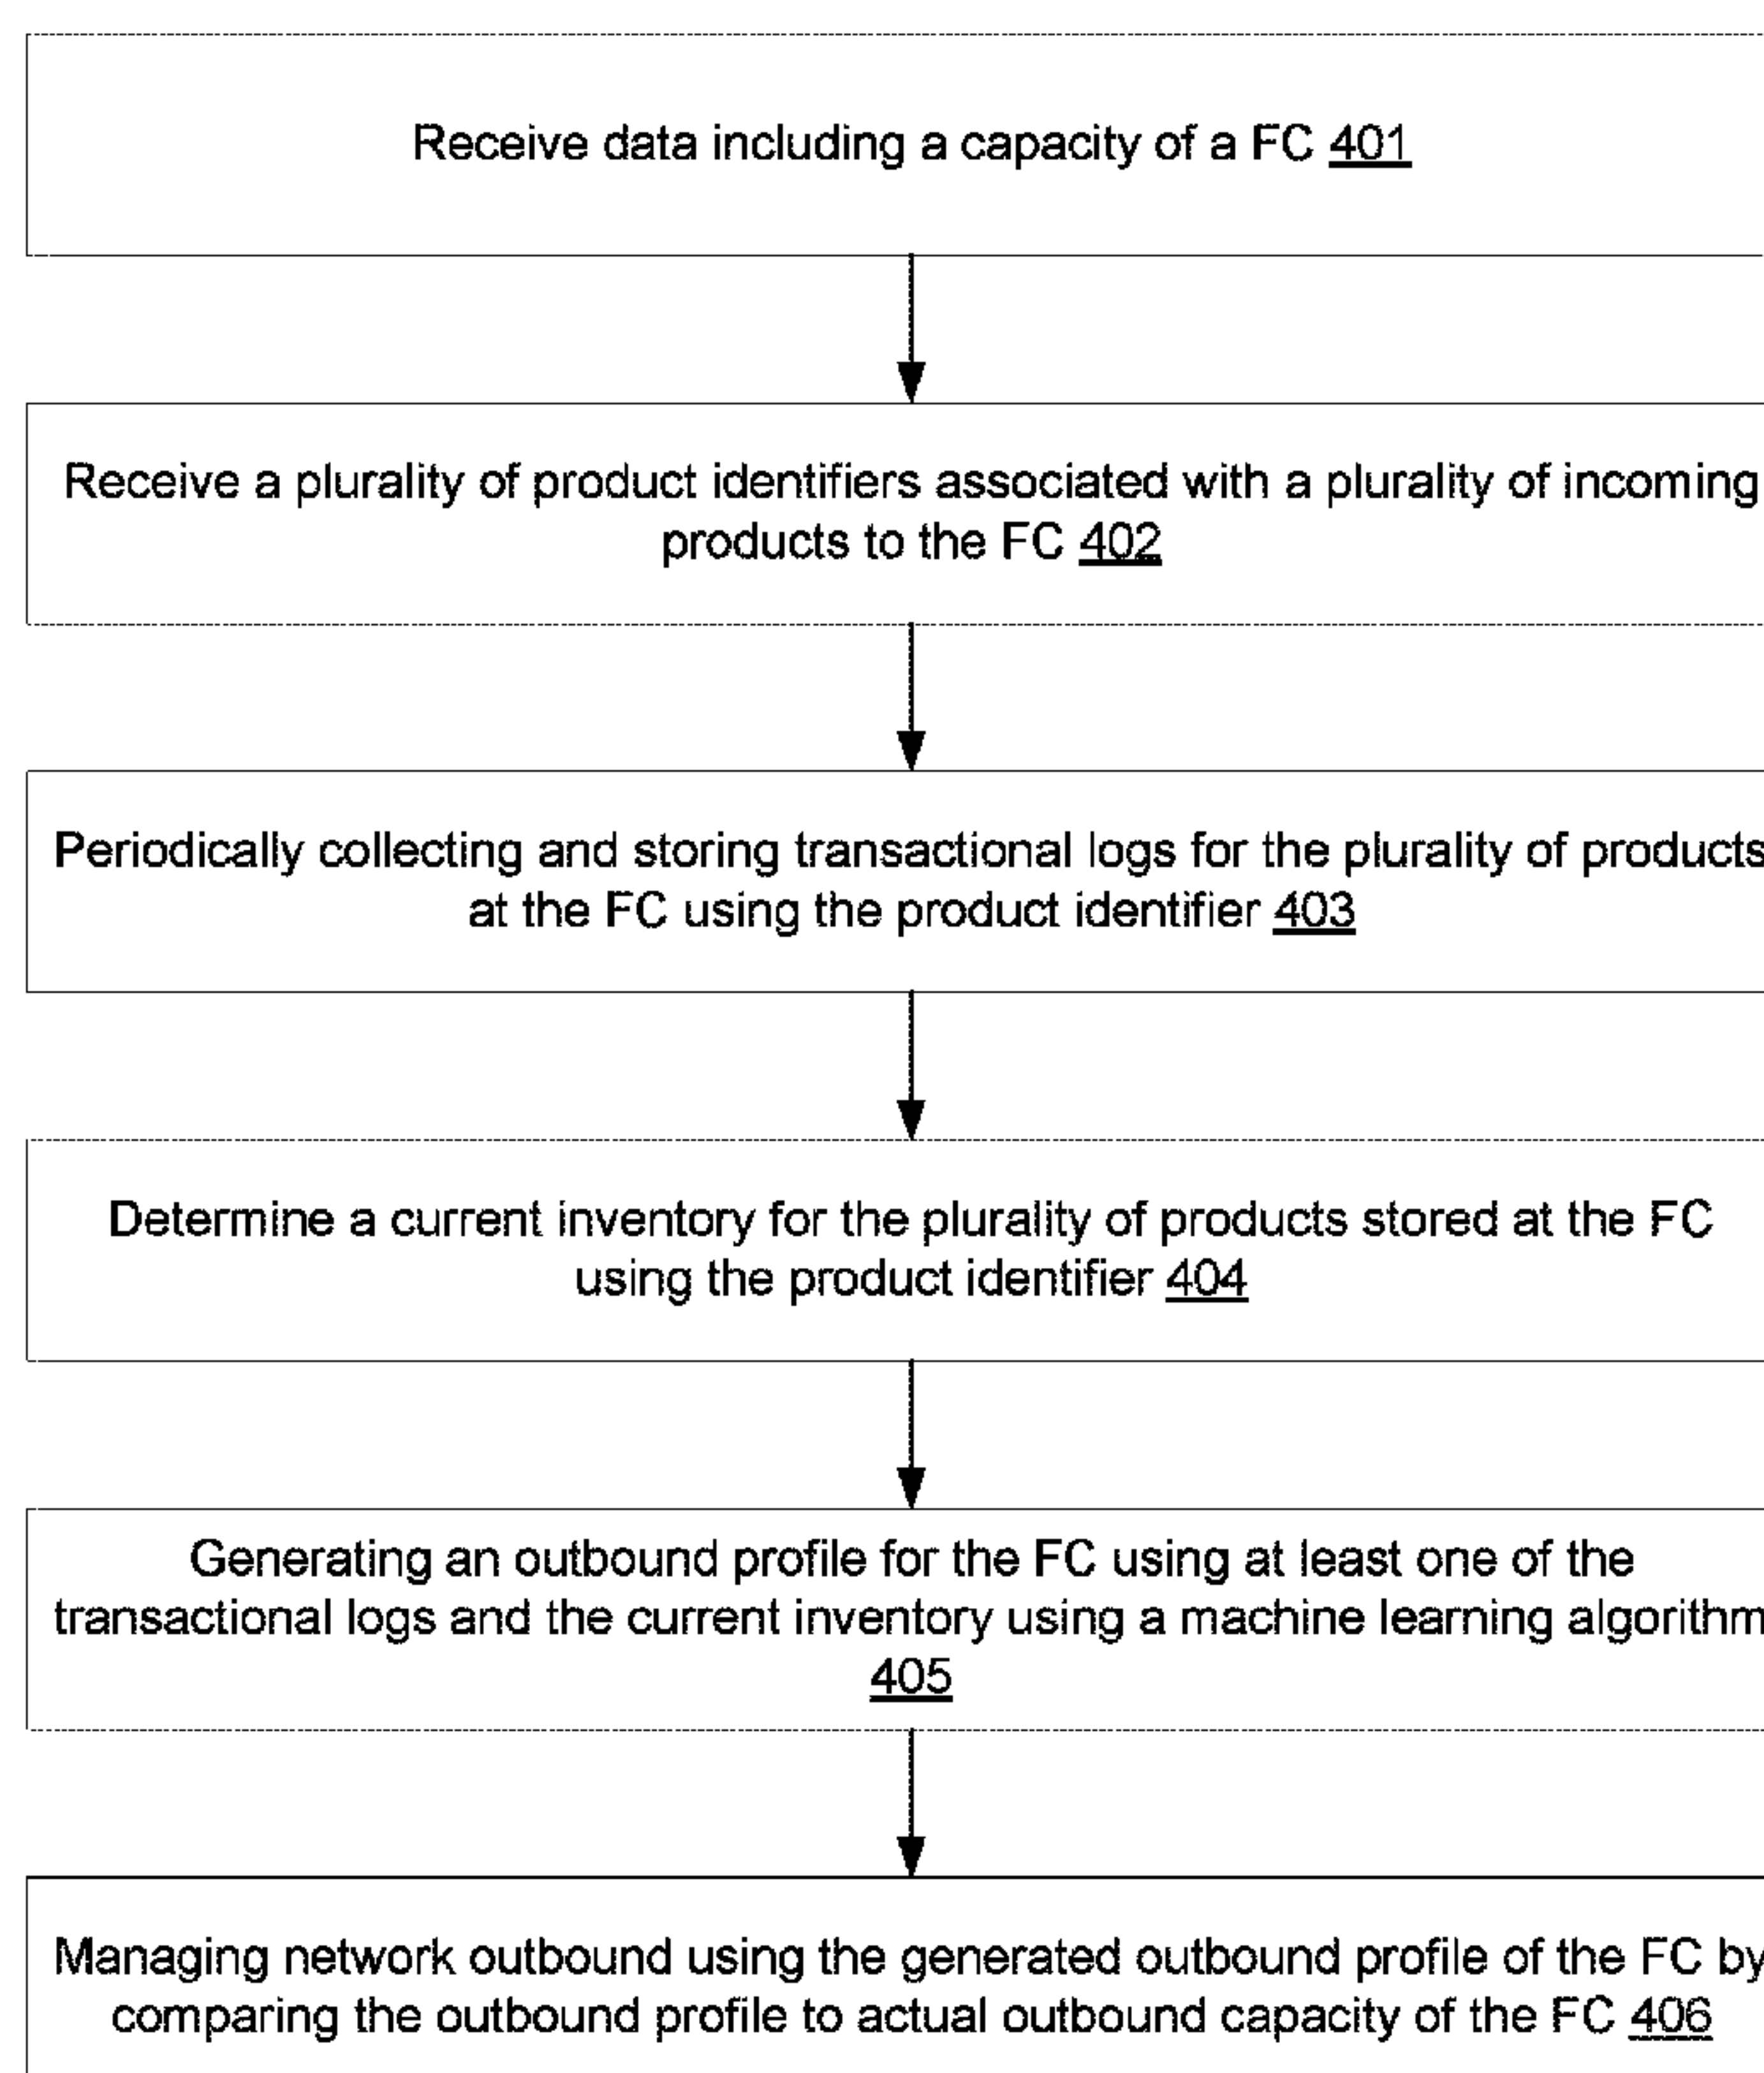 Receive data including a capacity of a FC 401
Receive a plurality of product identifiers associated with a plurality of incoming
products to the FC 402
Periodically collecting and storing transactional logs for the plurality of products
at the FC using the product identifier 403
Determine a current inventory for the plurality of products stored at the FC
using the product identifier 404
Generating an outbound profile for the FC using at least one of the
transactional logs and the current inventory using a machine learning algorithm
405
Managing network outbound using the generated outbound profile of the FC by
comparing the outbound profile to actual outbound capacity of the FC 406